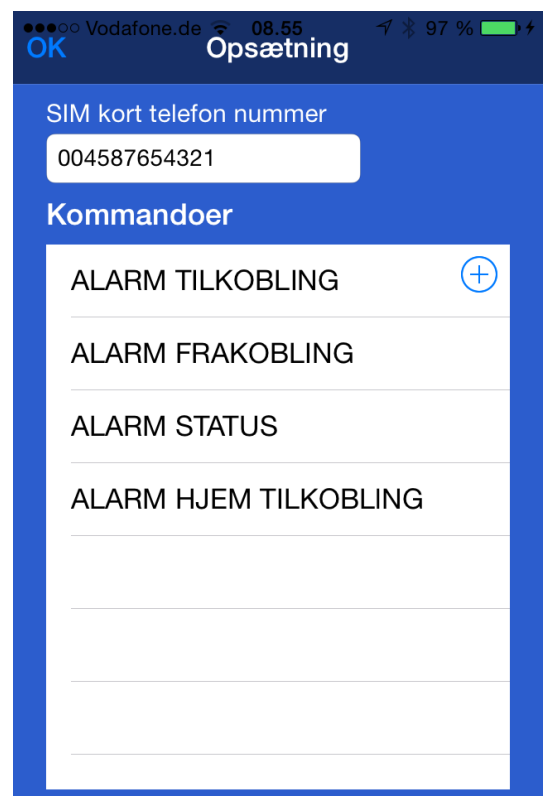 Vodafone.de 08.55 97 %
OK Opsætning
SIM kort telefon nummer
004587654321
Kommandoer
ALARM TILKOBLING
ALARM FRAKOBLING
ALARM STATUS
ALARM HJEM TILKOBLING